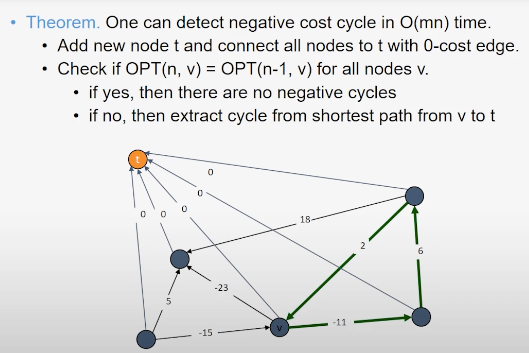 • Theorem. One can detect negative cost cycle in O(mn) time.
• Add new node t and connect all nodes to t with 0-cost edge.
• Check if OPT(n, v) = OPT(n-1, v) for all nodes v.
• if yes, then there are no negative cycles
• if no, then extract cycle from shortest path from v to t
t
0
0
0 0 0
18
2
6
-23
5
-11
v
-15